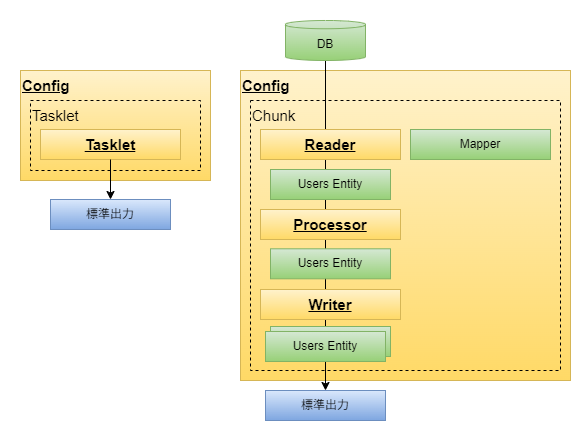 Config
Tasklet
Tasklet
標準出力
DB
Config
Chunk
Reader
Mapper
Users Entity
Processor
Users Entity
Writer
Users Entity
標準出力